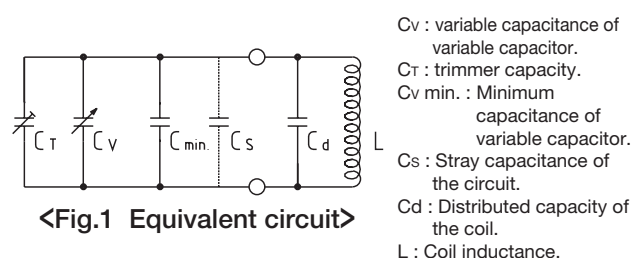 CT
CV
Cmin.
CS
Cd
L
<Fig.1 Equivalent circuit>
Cv : variable capacitance of
variable capacitor.
CT : trimmer capacity.
Cv min. : Minimum
capacitance of
variable capacitor.
Cs : Stray capacitance of
the circuit.
Cd : Distributed capacity of
the coil.
L : Coil inductance.